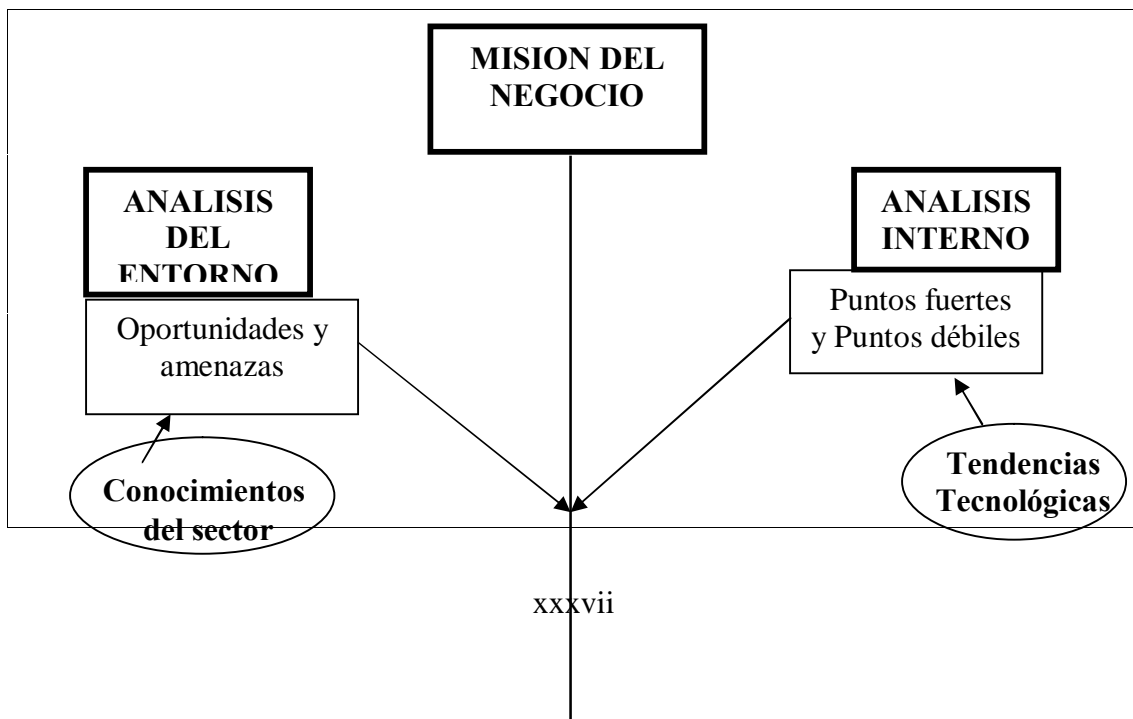 MISION DEL
NEGOCIO
ANALISIS
DEL
ENTORNO
ANALISIS
INTERNO
Oportunidades y
amenazas
Puntos fuertes
y Puntos débiles
Conocimientos
del sector
Tendencias
Tecnológicas
xxxvii